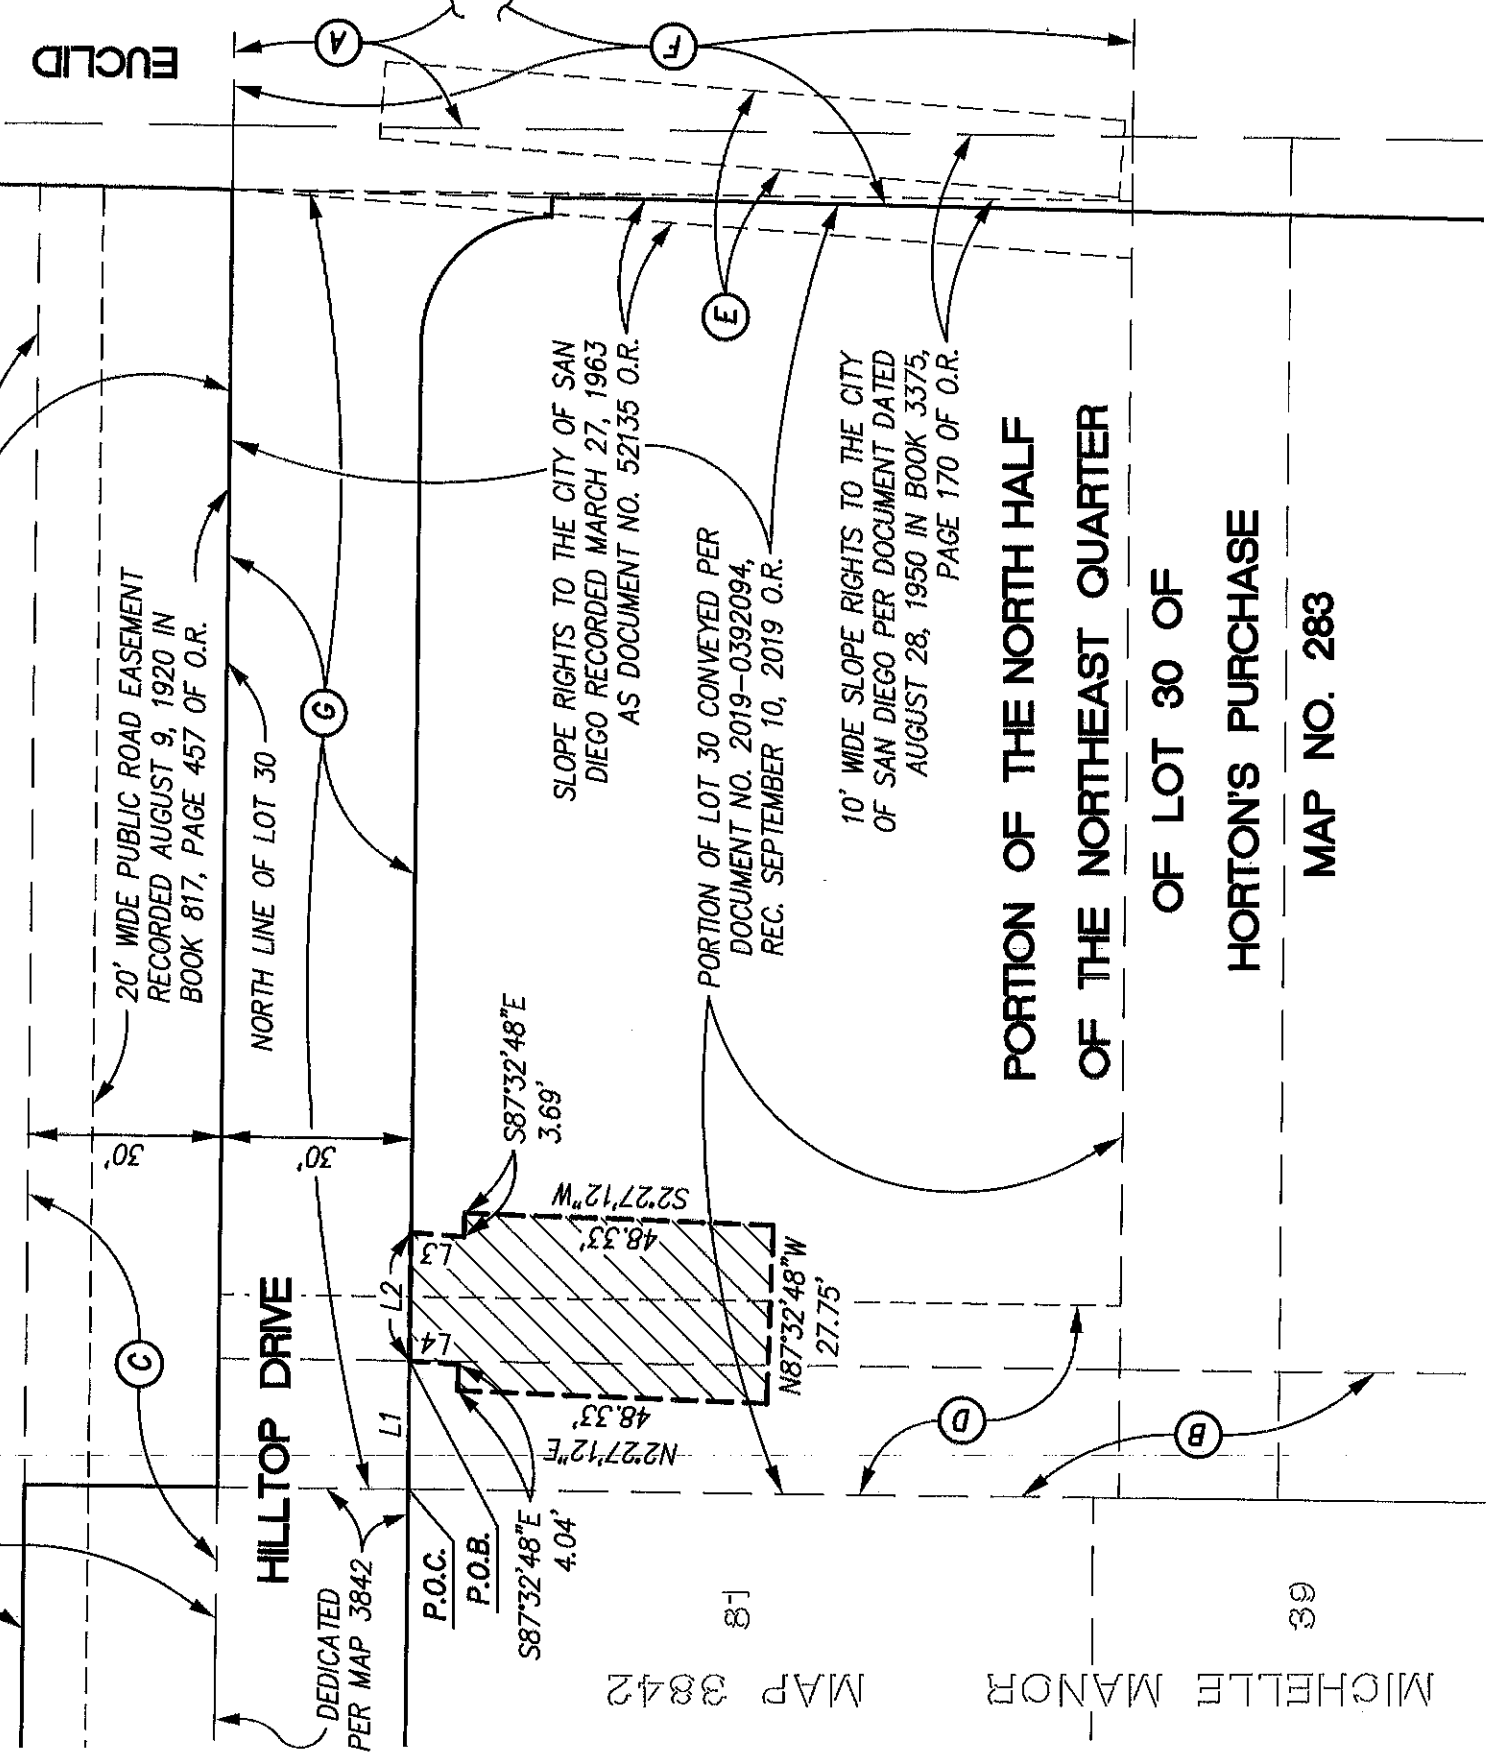 EUCLID
A
F
20' WIDE PUBLIC ROAD EASEMENT
RECORDED AUGUST 9, 1920 IN
BOOK 817, PAGE 457 OF O.R.
NORTH LINE OF LOT 30
G
E
SLOPE RIGHTS TO THE CITY OF SAN
DIEGO RECORDED MARCH 27, 1963
AS DOCUMENT NO. 52135 O.R.
PORTION OF LOT 30 CONVEYED PER
DOCUMENT NO. 2019-0392094,
REC. SEPTEMBER 10, 2019 O.R.
10' WIDE SLOPE RIGHTS TO THE CITY
OF SAN DIEGO PER DOCUMENT DATED
AUGUST 28, 1950 IN BOOK 3375,
PAGE 170 OF O.R.
PORTION OF THE NORTH HALF
OF THE NORTHEAST QUARTER
OF LOT 30 OF
HORTON'S PURCHASE
MAP NO. 283
30'
30'
HILLTOP DRIVE
C
S87°32'48"E
3.69'
S2°27'12"W
48.33'
L3
L2
L4
L1
N87°32'48"W
27.75'
48.33'
N2°27'12"E
S87°32'48"E
4.04'
P.O.C.
P.O.B.
D
B
DEDICATED
PER MAP 3842
81
39
MICHELLE MANOR
MAP 3842